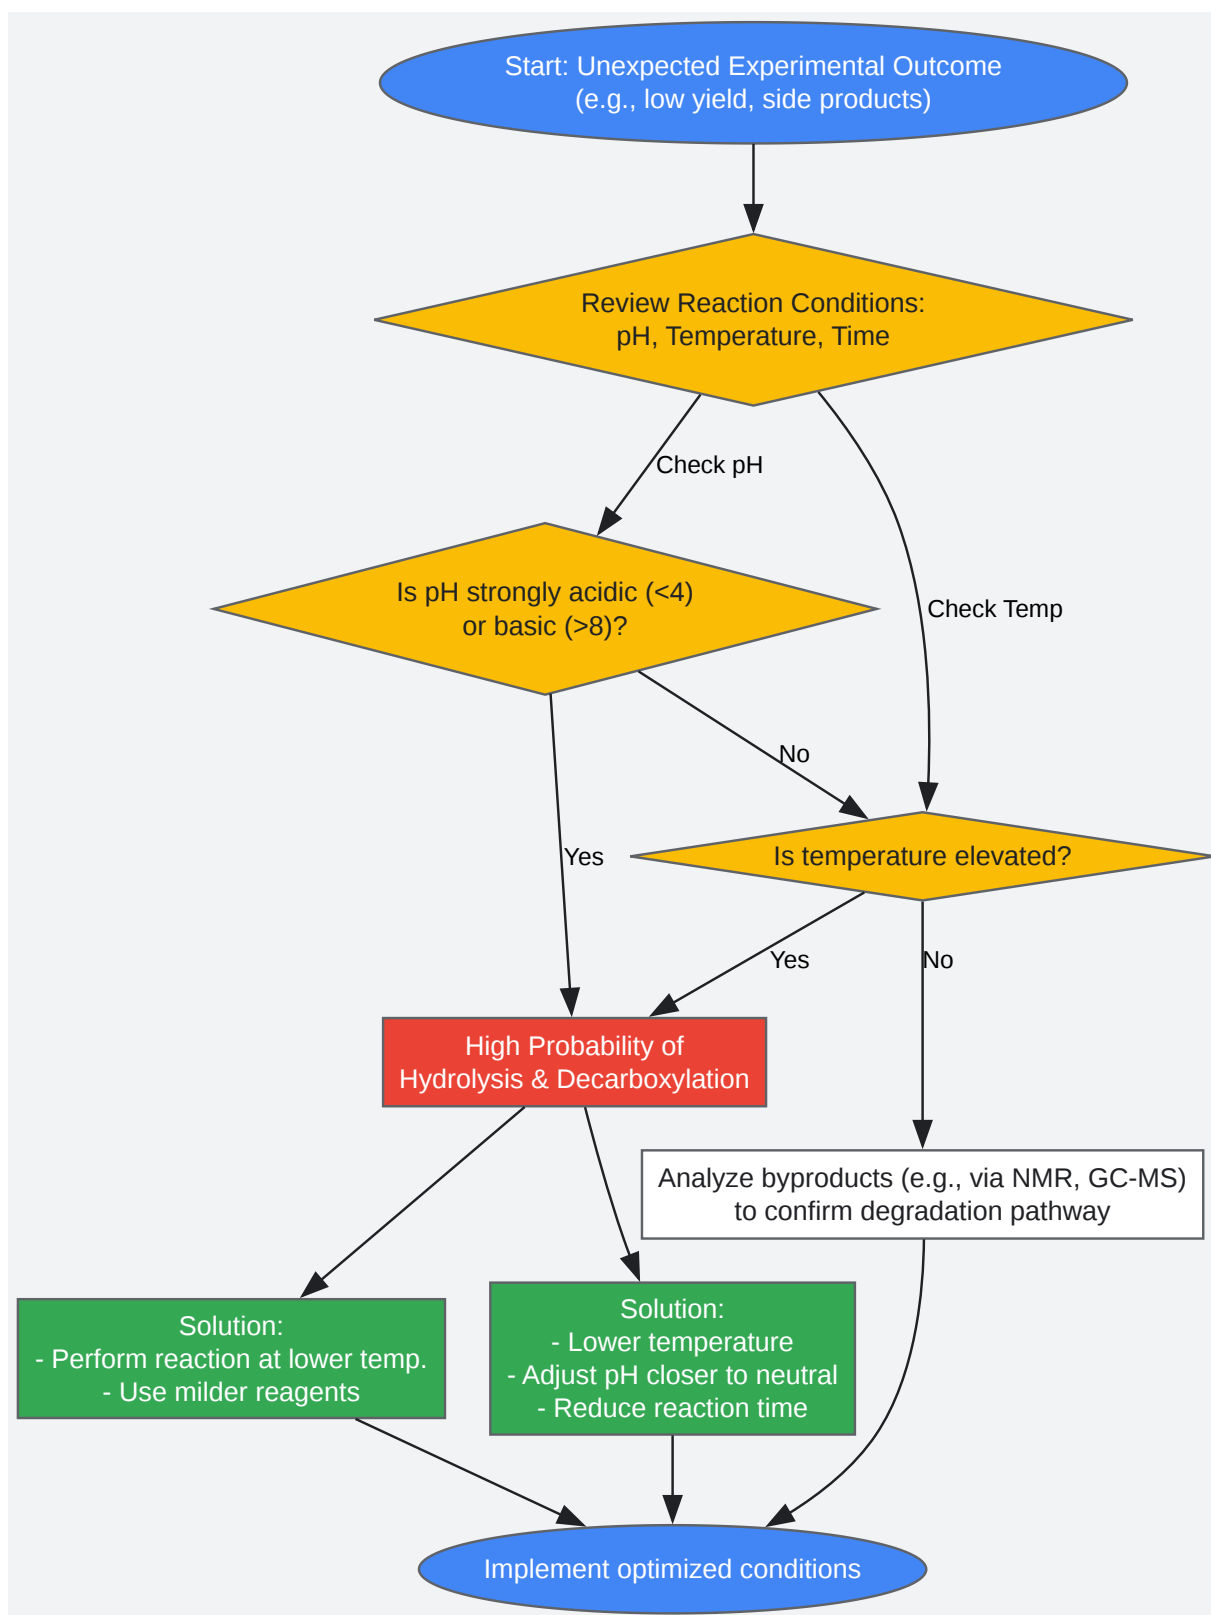 Start: Unexpected Experimental Outcome
(e.g., low yield, side products)
Review Reaction Conditions:
pH, Temperature, Time
Check pH
Is pH strongly acidic (<4)
or basic (>8)?
Check Temp
No
Yes
Is temperature elevated?
Yes
No
High Probability of
Hydrolysis & Decarboxylation
Analyze byproducts (e.g., via NMR, GC-MS)
to confirm degradation pathway
Solution:
- Perform reaction at lower temp.
- Use milder reagents
Solution:
- Lower temperature
- Adjust pH closer to neutral
- Reduce reaction time
Implement optimized conditions